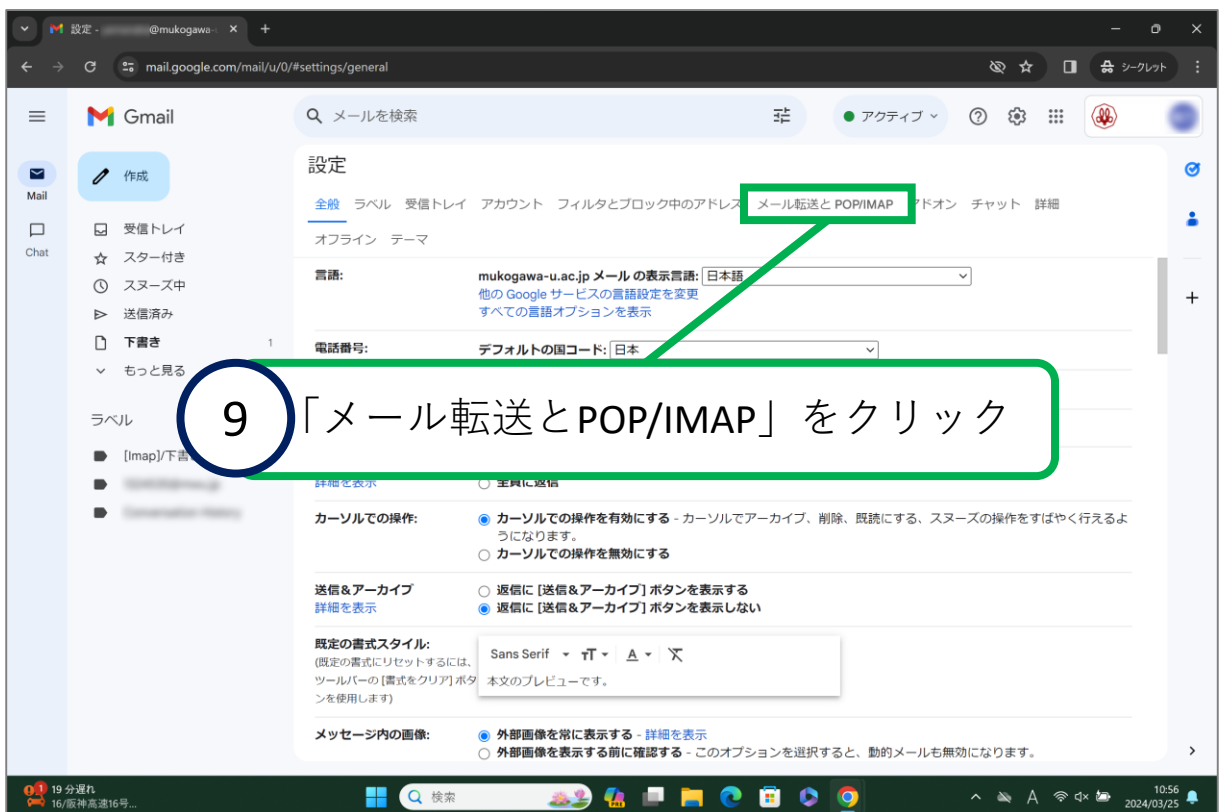 設定 - @mukogawa-
mail.google.com/mail/u/0/#settings/general
シークレット
Gmail
メールを検索
アクティブ
Mail
Chat
作成
受信トレイ
スター付き
スヌーズ中
送信済み
下書き 1
もっと見る
ラベル
[Imap]/下書
設定
全般 ラベル 受信トレイ アカウント フィルタとブロック中のアドレス メール転送と POP/IMAP アドオン チャット 詳細
オフライン テーマ
言語: mukogawa-u.ac.jp メール の表示言語: 日本語
他の Google サービスの言語設定を変更
すべての言語オプションを表示
電話番号: デフォルトの国コード: 日本
9 「メール転送とPOP/IMAP」をクリック
詳細を表示 全員に返信
カーソルでの操作: カーソルでの操作を有効にする - カーソルでアーカイブ、削除、既読にする、スヌーズの操作をすばやく行えるよ
うになります。
カーソルでの操作を無効にする
送信&アーカイブ 返信に [送信&アーカイブ] ボタンを表示する
詳細を表示 返信に [送信&アーカイブ] ボタンを表示しない
既定の書式スタイル:
(既定の書式にリセットするには、
ツールバーの [書式をクリア] ボタ
ンを使用します)
Sans Serif
本文のプレビューです。
メッセージ内の画像: 外部画像を常に表示する - 詳細を表示
外部画像を表示する前に確認する - このオプションを選択すると、動的メールも無効になります。
19 分遅れ
16/阪神高速16号...
検索
PRE
A
10:56
2024/03/25